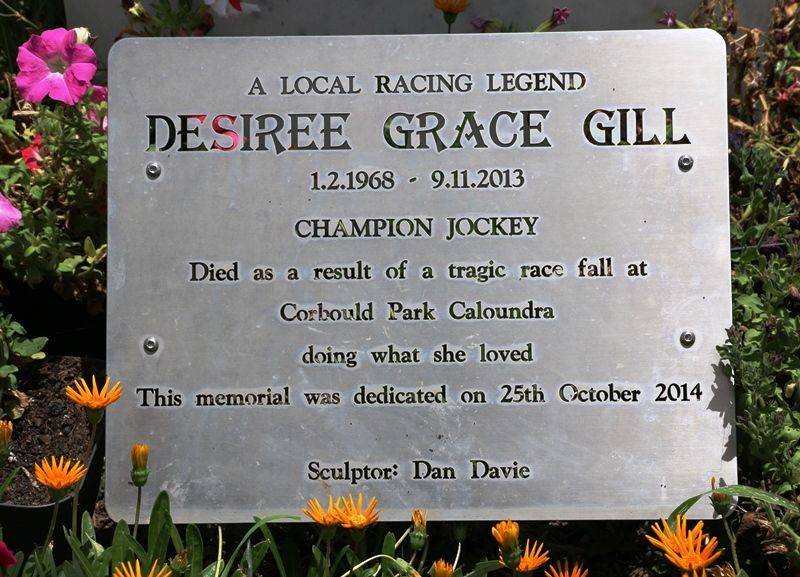 A LOCAL RACING LEGEND
DESIREE GRACE GILL
1.2.1968 - 9.11.2013
CHAMPION JOCKEY
Died as a result of a tragic race fall at
Corbould Park Caloundra
doing what she loved
This memorial was dedicated on 25th October 2014
Sculptor: Dan Davie